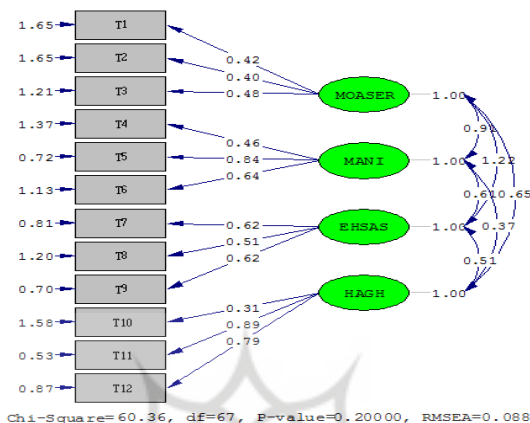 1.65 T1
1.65 T2 0.42
0.40
1.21 T3 0.48 MOASER 1.00
1.37 T4 0.46 0.91
0.72 T5 0.84 MANI 1.00 1.22
1.13 T6 0.64 0.61 0.65
0.81 T7 0.62 EHSAS 1.00 0.37
1.20 T8 0.51 0.51
0.70 T9 0.62 HAGH 1.00
1.58 T10 0.31
0.53 T11 0.89
0.79
0.87 T12
Chi-Square=60.36, df=67, P-value=0.20000, RMSEA=0.088